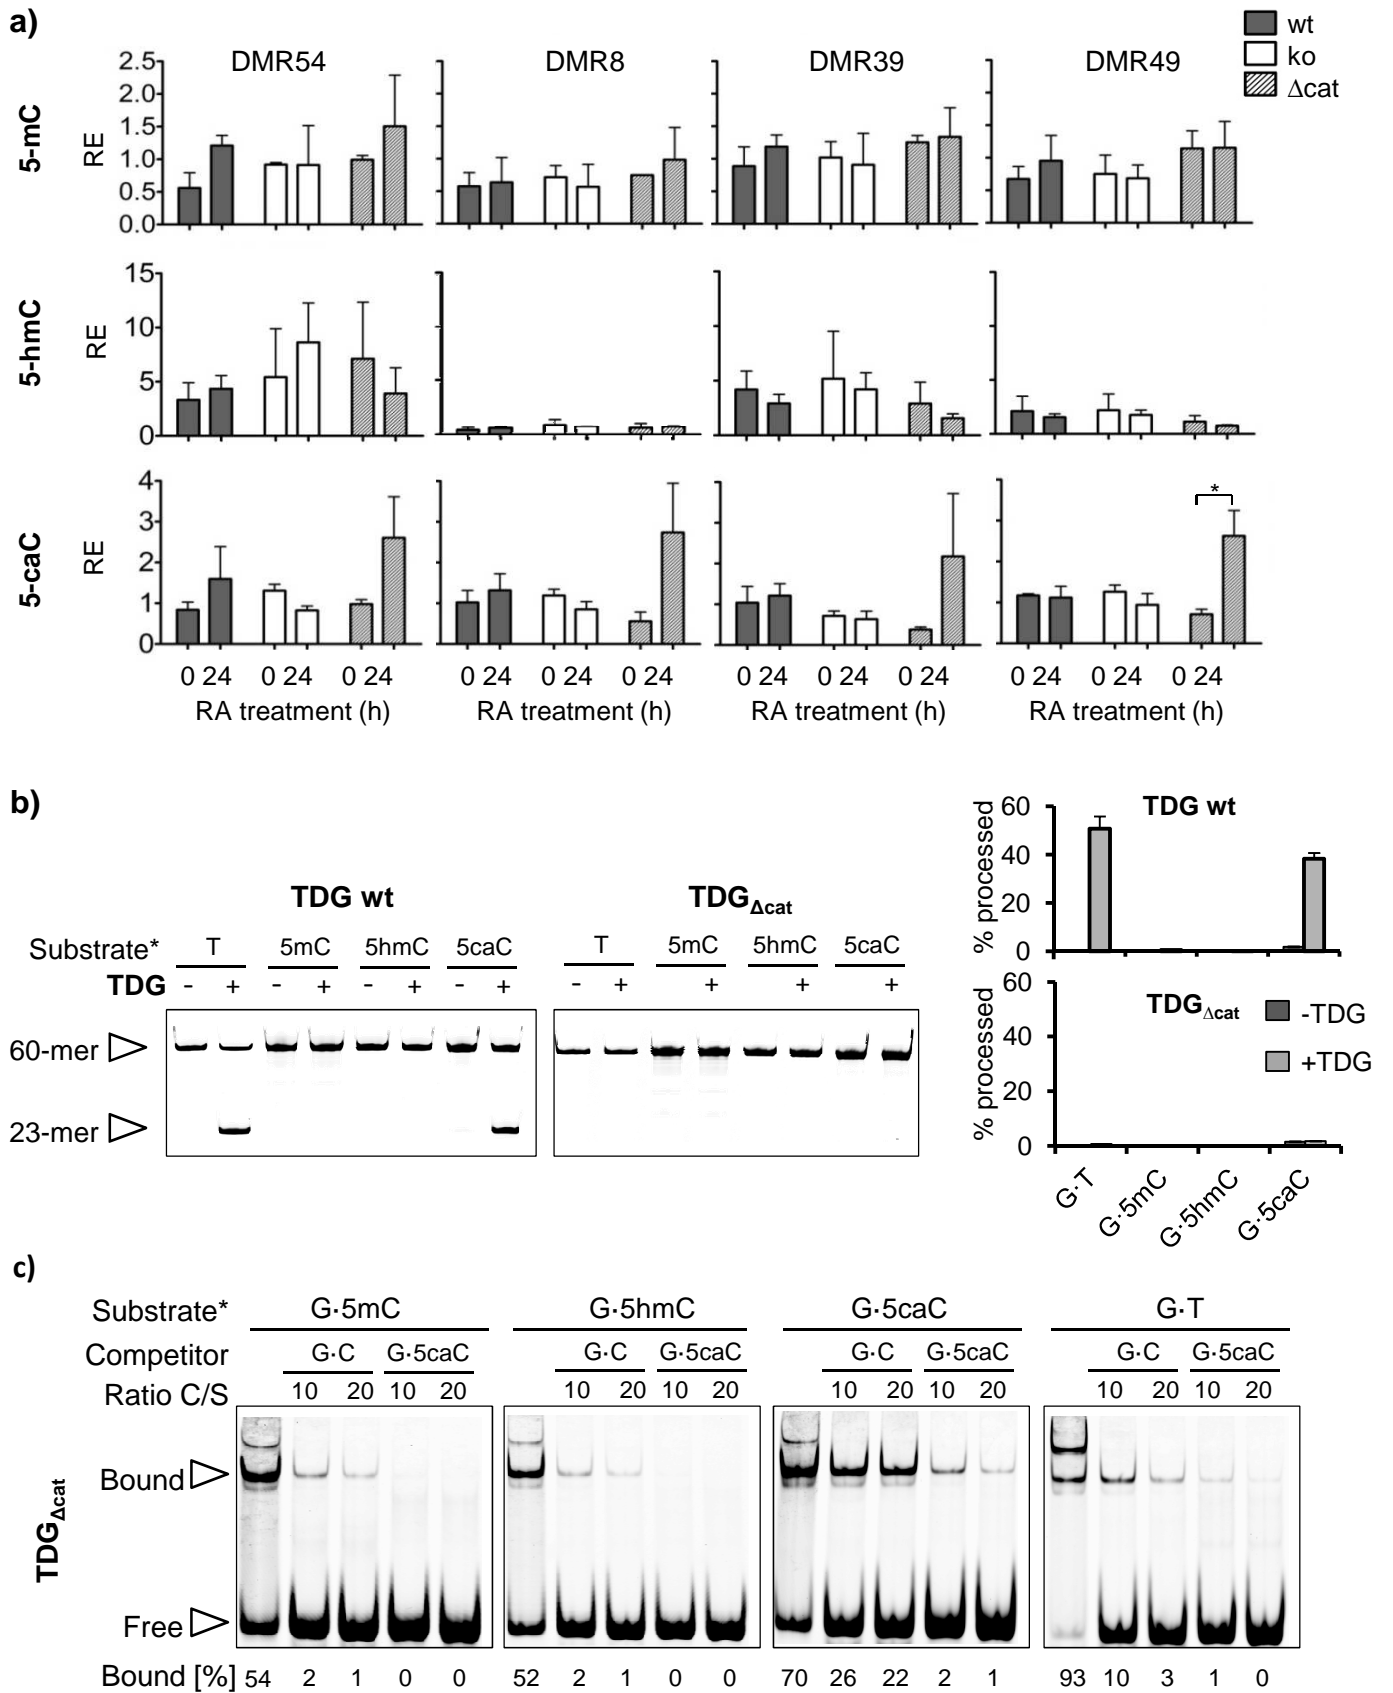 a)
wt
ko
Δcat
DMR54 DMR8 DMR39 DMR49
5-mC
RE
2.5
2.0
1.5
1.0
0.5
0.0
5-hmC
RE
15
10
5
0
5-caC
RE
4
3
2
1
0
*
0 24 0 24 0 24 0 24 0 24 0 24 0 24 0 24 0 24 0 24 0 24 0 24
RA treatment (h) RA treatment (h) RA treatment (h) RA treatment (h)
b)
TDG wt TDGΔcat
Substrate* T 5mC 5hmC 5caC T 5mC 5hmC 5caC
TDG - + - + - + - + - + + + +
60-mer
23-mer
% processed
60
40
20
0
TDG wt
% processed
60
40
20
0
TDGΔcat
-TDG
+TDG
G·T G·5mC G·5hmC G·5caC
c)
Substrate* G·5mC G·5hmC G·5caC G·T
Competitor G·C G·5caC G·C G·5caC G·C G·5caC G·C G·5caC
Ratio C/S 10 20 10 20 10 20 10 20 10 20 10 20 10 20 10 20
TDGΔcat
Bound
Free
Bound [%] 54 2 1 0 0 52 2 1 0 0 70 26 22 2 1 93 10 3 1 0